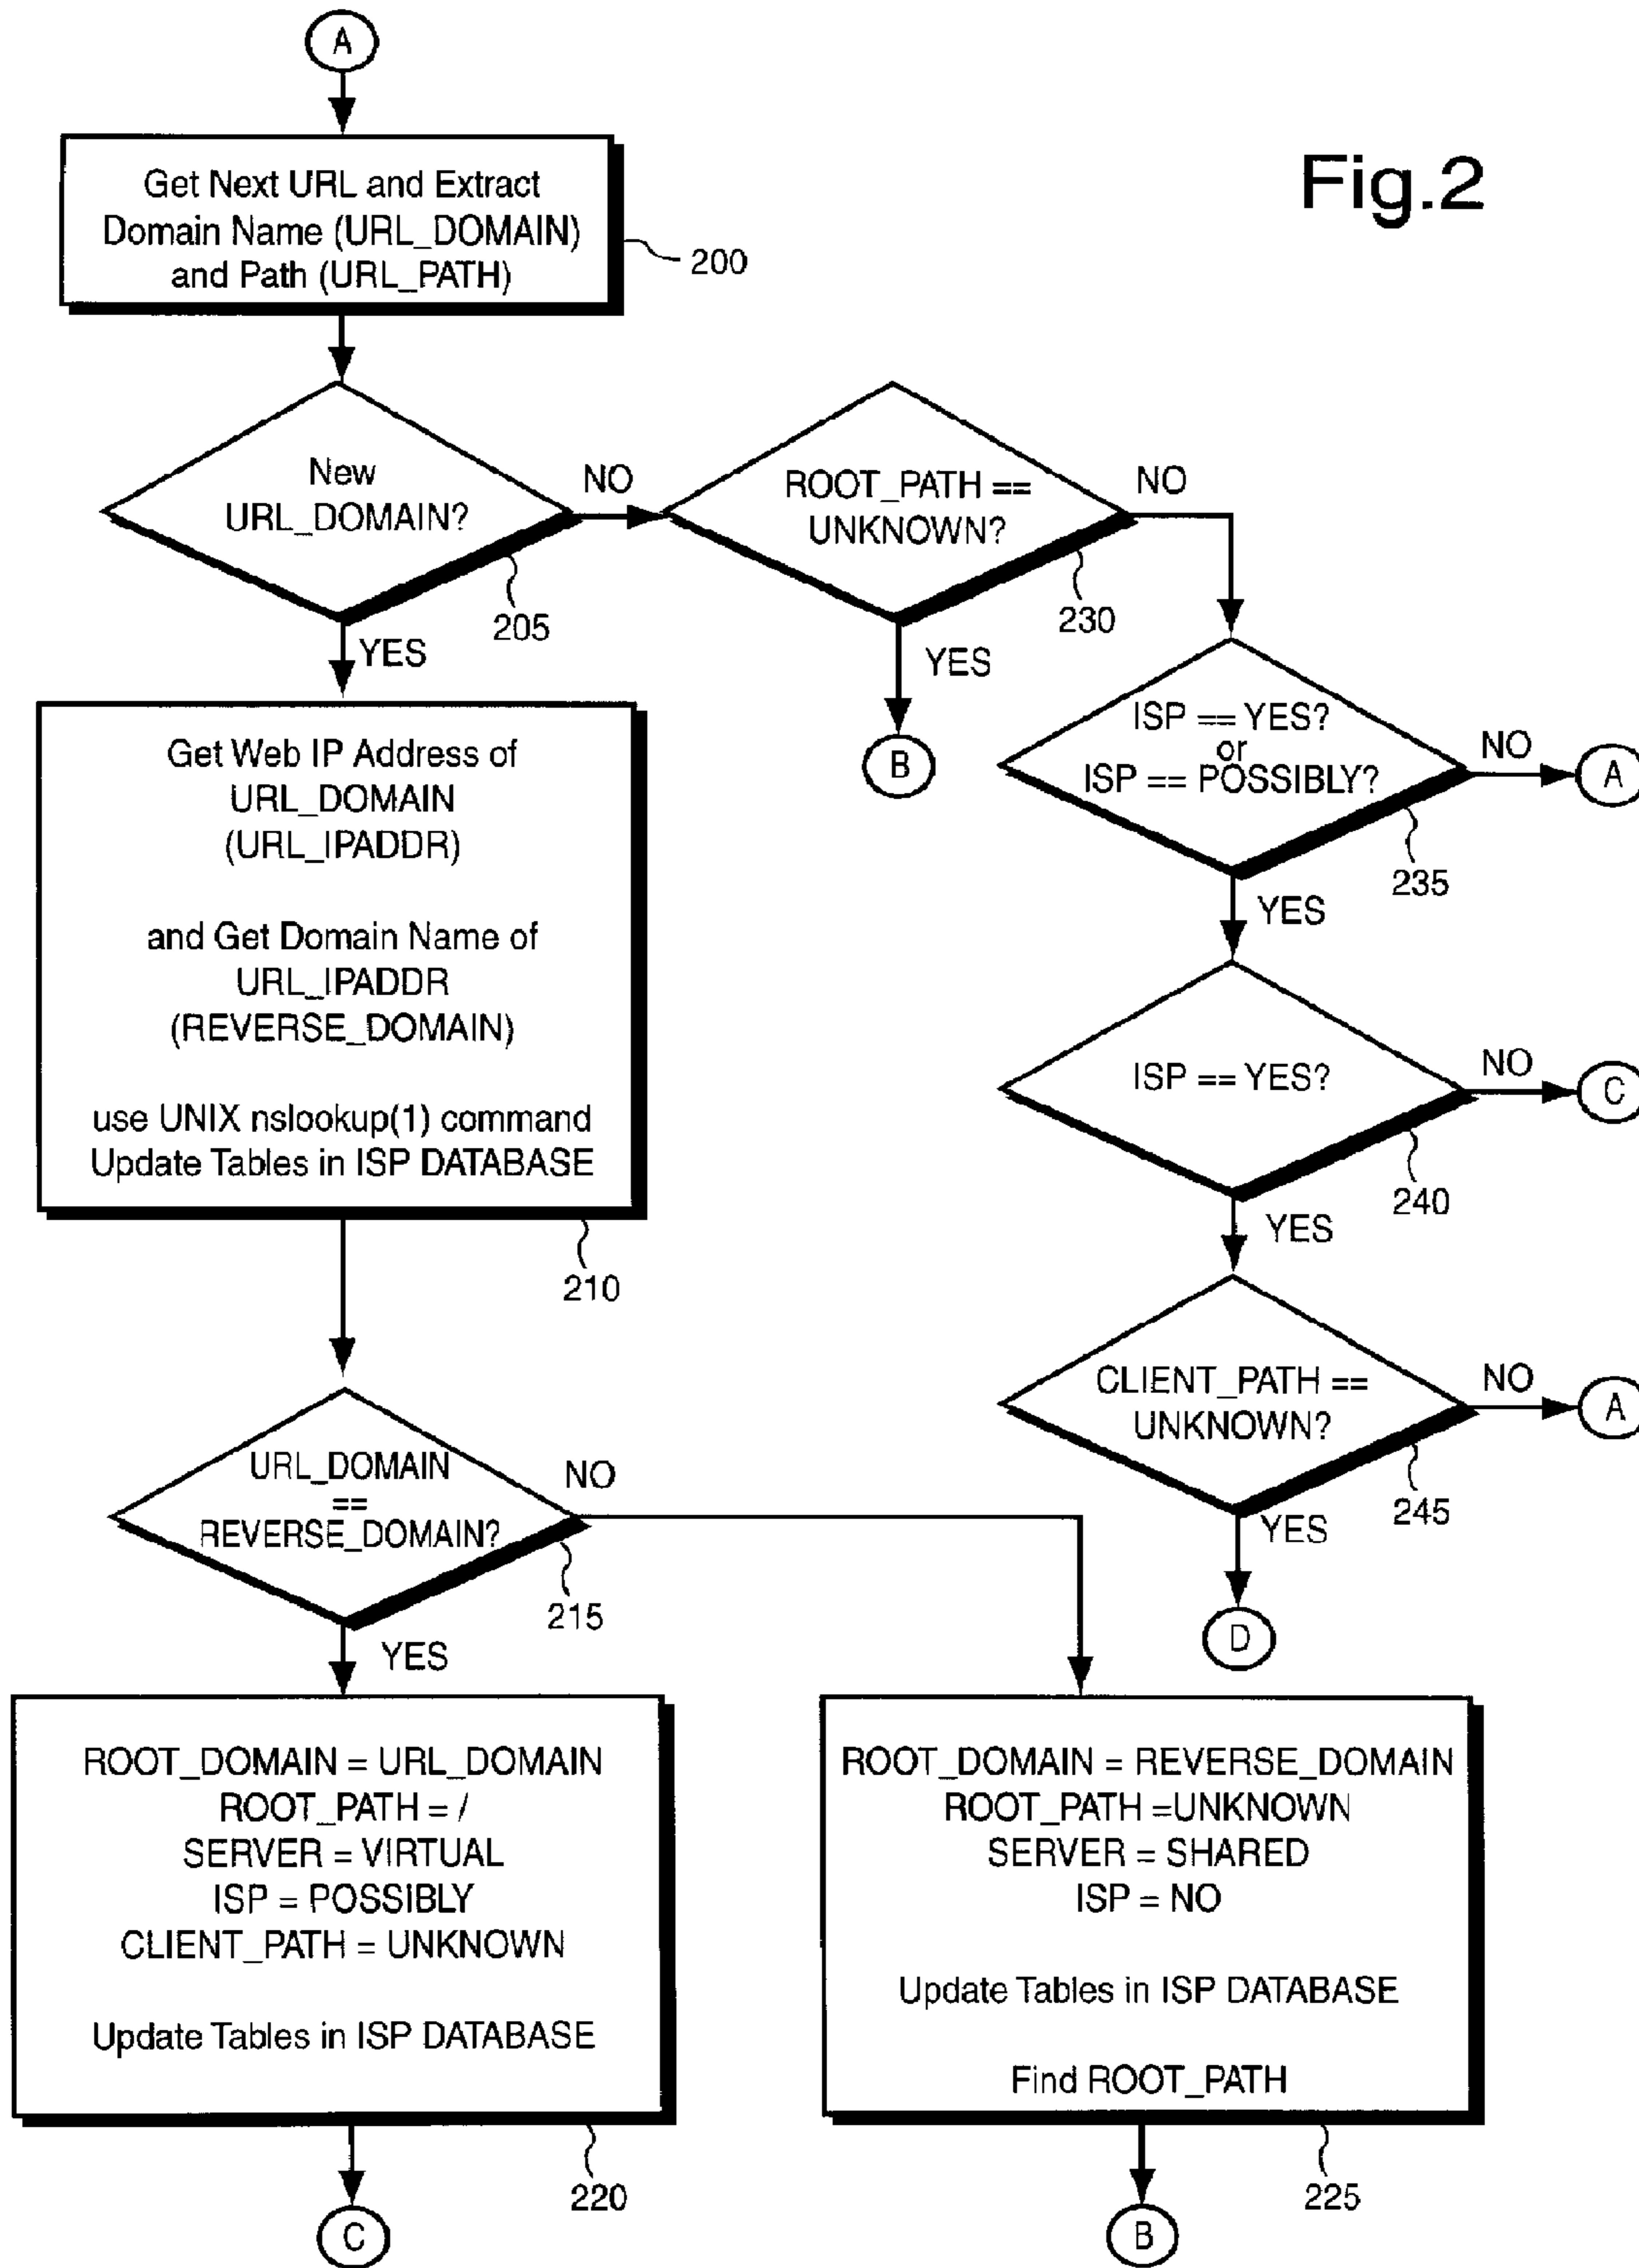 A
Fig.2
Get Next URL and Extract
Domain Name (URL_DOMAIN)
and Path (URL_PATH)
200
New
URL_DOMAIN?
NO
205
YES
ROOT_PATH ==
UNKNOWN?
NO
230
YES
B
ISP == YES?
or
ISP == POSSIBLY?
NO
A
235
YES
Get Web IP Address of
URL_DOMAIN
(URL_IPADDR)
and Get Domain Name of
URL_IPADDR
(REVERSE_DOMAIN)
use UNIX nslookup(1) command
Update Tables in ISP DATABASE
210
ISP == YES?
NO
C
240
YES
CLIENT_PATH ==
UNKNOWN?
NO
A
245
YES
D
URL_DOMAIN
==
REVERSE_DOMAIN?
NO
215
YES
ROOT_DOMAIN = URL_DOMAIN
ROOT_PATH = /
SERVER = VIRTUAL
ISP = POSSIBLY
CLIENT_PATH = UNKNOWN
Update Tables in ISP DATABASE
220
C
ROOT_DOMAIN = REVERSE_DOMAIN
ROOT_PATH =UNKNOWN
SERVER = SHARED
ISP = NO
Update Tables in ISP DATABASE
Find ROOT_PATH
225
B